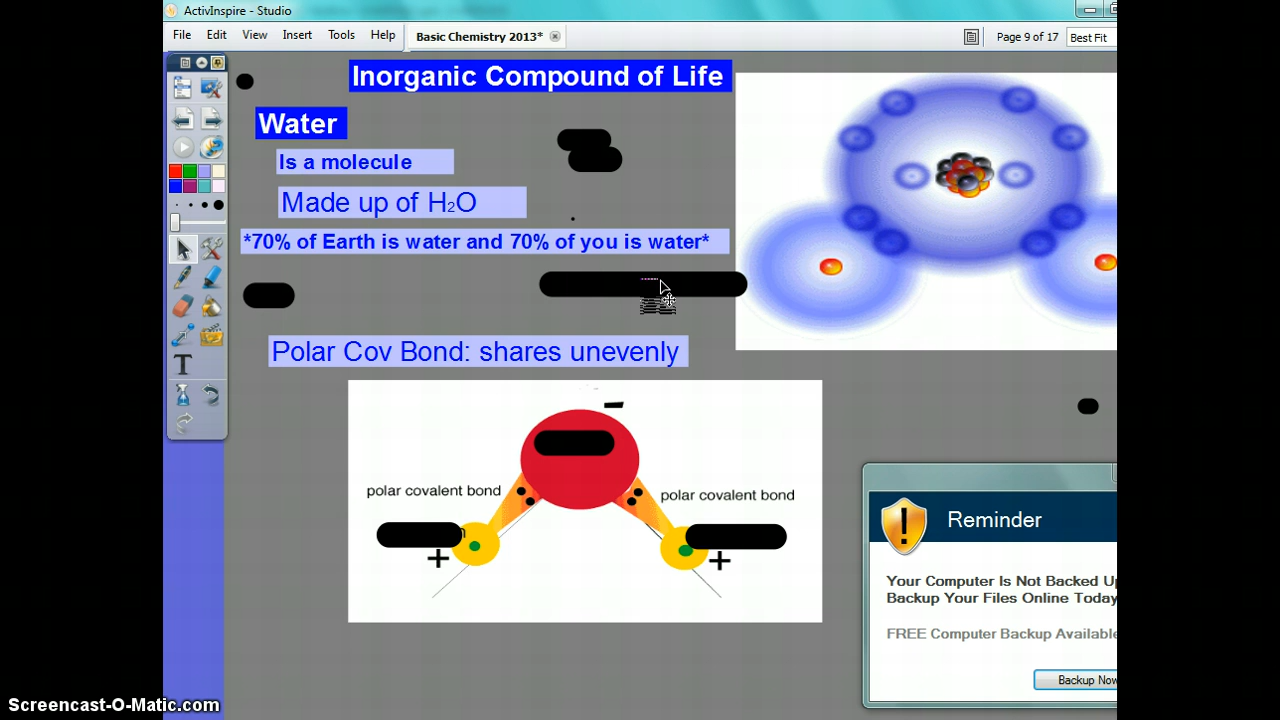 ActivInspire - Studio
File Edit View Insert Tools Help
Basic Chemistry 2013*
Page 9 of 17
Best Fit
Inorganic Compound of Life
Water
Is a molecule
Made up of H₂O
*70% of Earth is water and 70% of you is water*
Polar Cov Bond: shares unevenly
−
polar covalent bond
polar covalent bond
+
+
T
!
Reminder
Your Computer Is Not Backed Up
Backup Your Files Online Today
FREE Computer Backup Available
Backup Now
Screencast-O-Matic.com